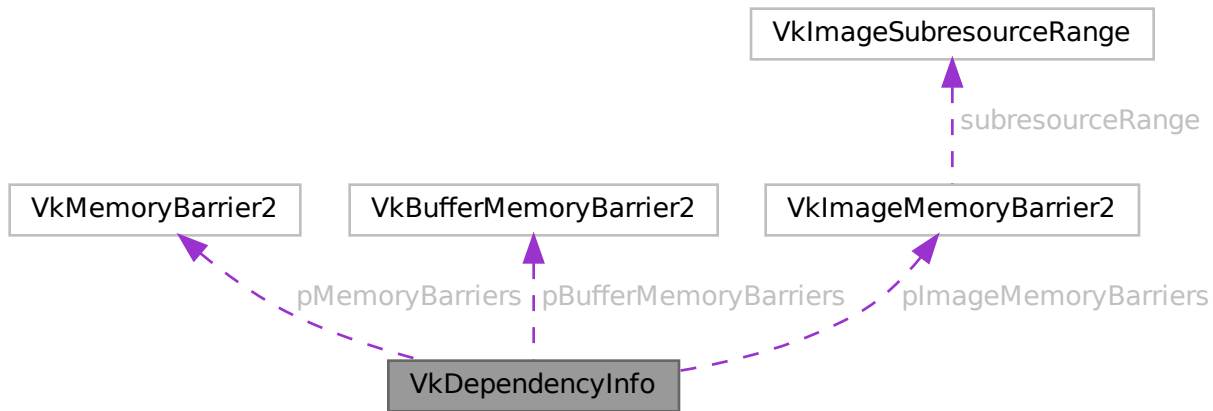 VkImageSubresourceRange
subresourceRange
VkMemoryBarrier2
VkBufferMemoryBarrier2
VkImageMemoryBarrier2
pMemoryBarriers
pBufferMemoryBarriers
pImageMemoryBarriers
VkDependencyInfo